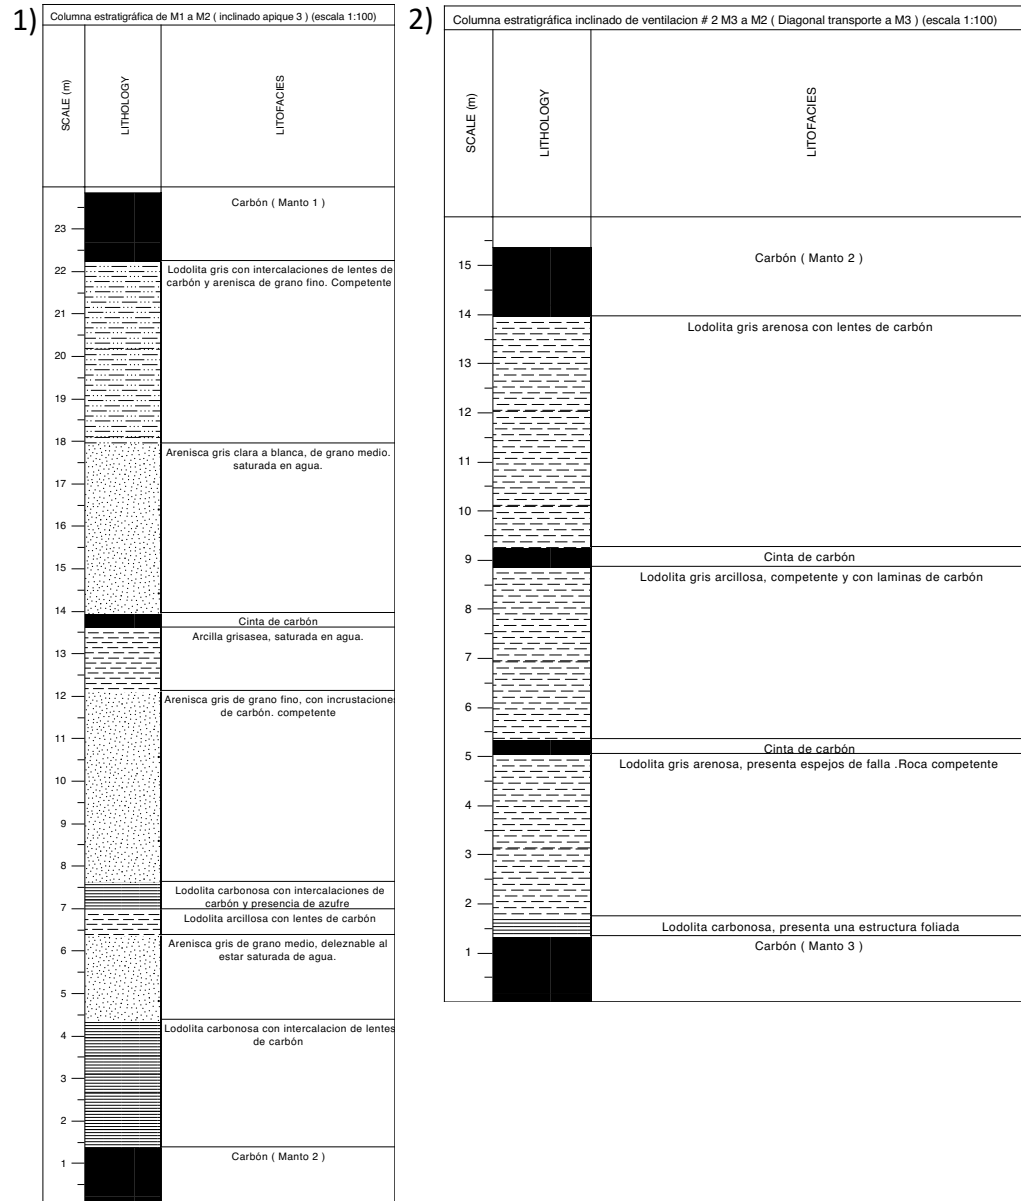 1)
Columna estratigráfica de M1 a M2 ( inclinado apique 3 ) (escala 1:100)
SCALE (m)
LITHOLOGY
LITOFACIES
Carbón ( Manto 1 )
23
22
Lodolita gris con intercalaciones de lentes de
carbón y arenisca de grano fino. Competente
21
20
19
18
Arenisca gris clara a blanca, de grano medio.
saturada en agua.
17
16
15
14
Cinta de carbón
Arcilla grisasea, saturada en agua.
13
12
Arenisca gris de grano fino, con incrustaciones
de carbón. competente
11
10
9
8
Lodolita carbonosa con intercalaciones de
carbón y presencia de azufre
7
Lodolita arcillosa con lentes de carbón
Arenisca gris de grano medio, deleznable al
estar saturada de agua.
6
5
Lodolita carbonosa con intercalacion de lentes
de carbón
4
3
2
Carbón ( Manto 2 )
1
2)
Columna estratigráfica inclinado de ventilacion # 2 M3 a M2 ( Diagonal transporte a M3 ) (escala 1:100)
SCALE (m)
LITHOLOGY
LITOFACIES
Carbón ( Manto 2 )
15
14
Lodolita gris arenosa con lentes de carbón
13
12
11
10
Cinta de carbón
9
Lodolita gris arcillosa, competente y con laminas de carbón
8
7
6
Cinta de carbón
5
Lodolita gris arenosa, presenta espejos de falla .Roca competente
4
3
2
Lodolita carbonosa, presenta una estructura foliada
Carbón ( Manto 3 )
1